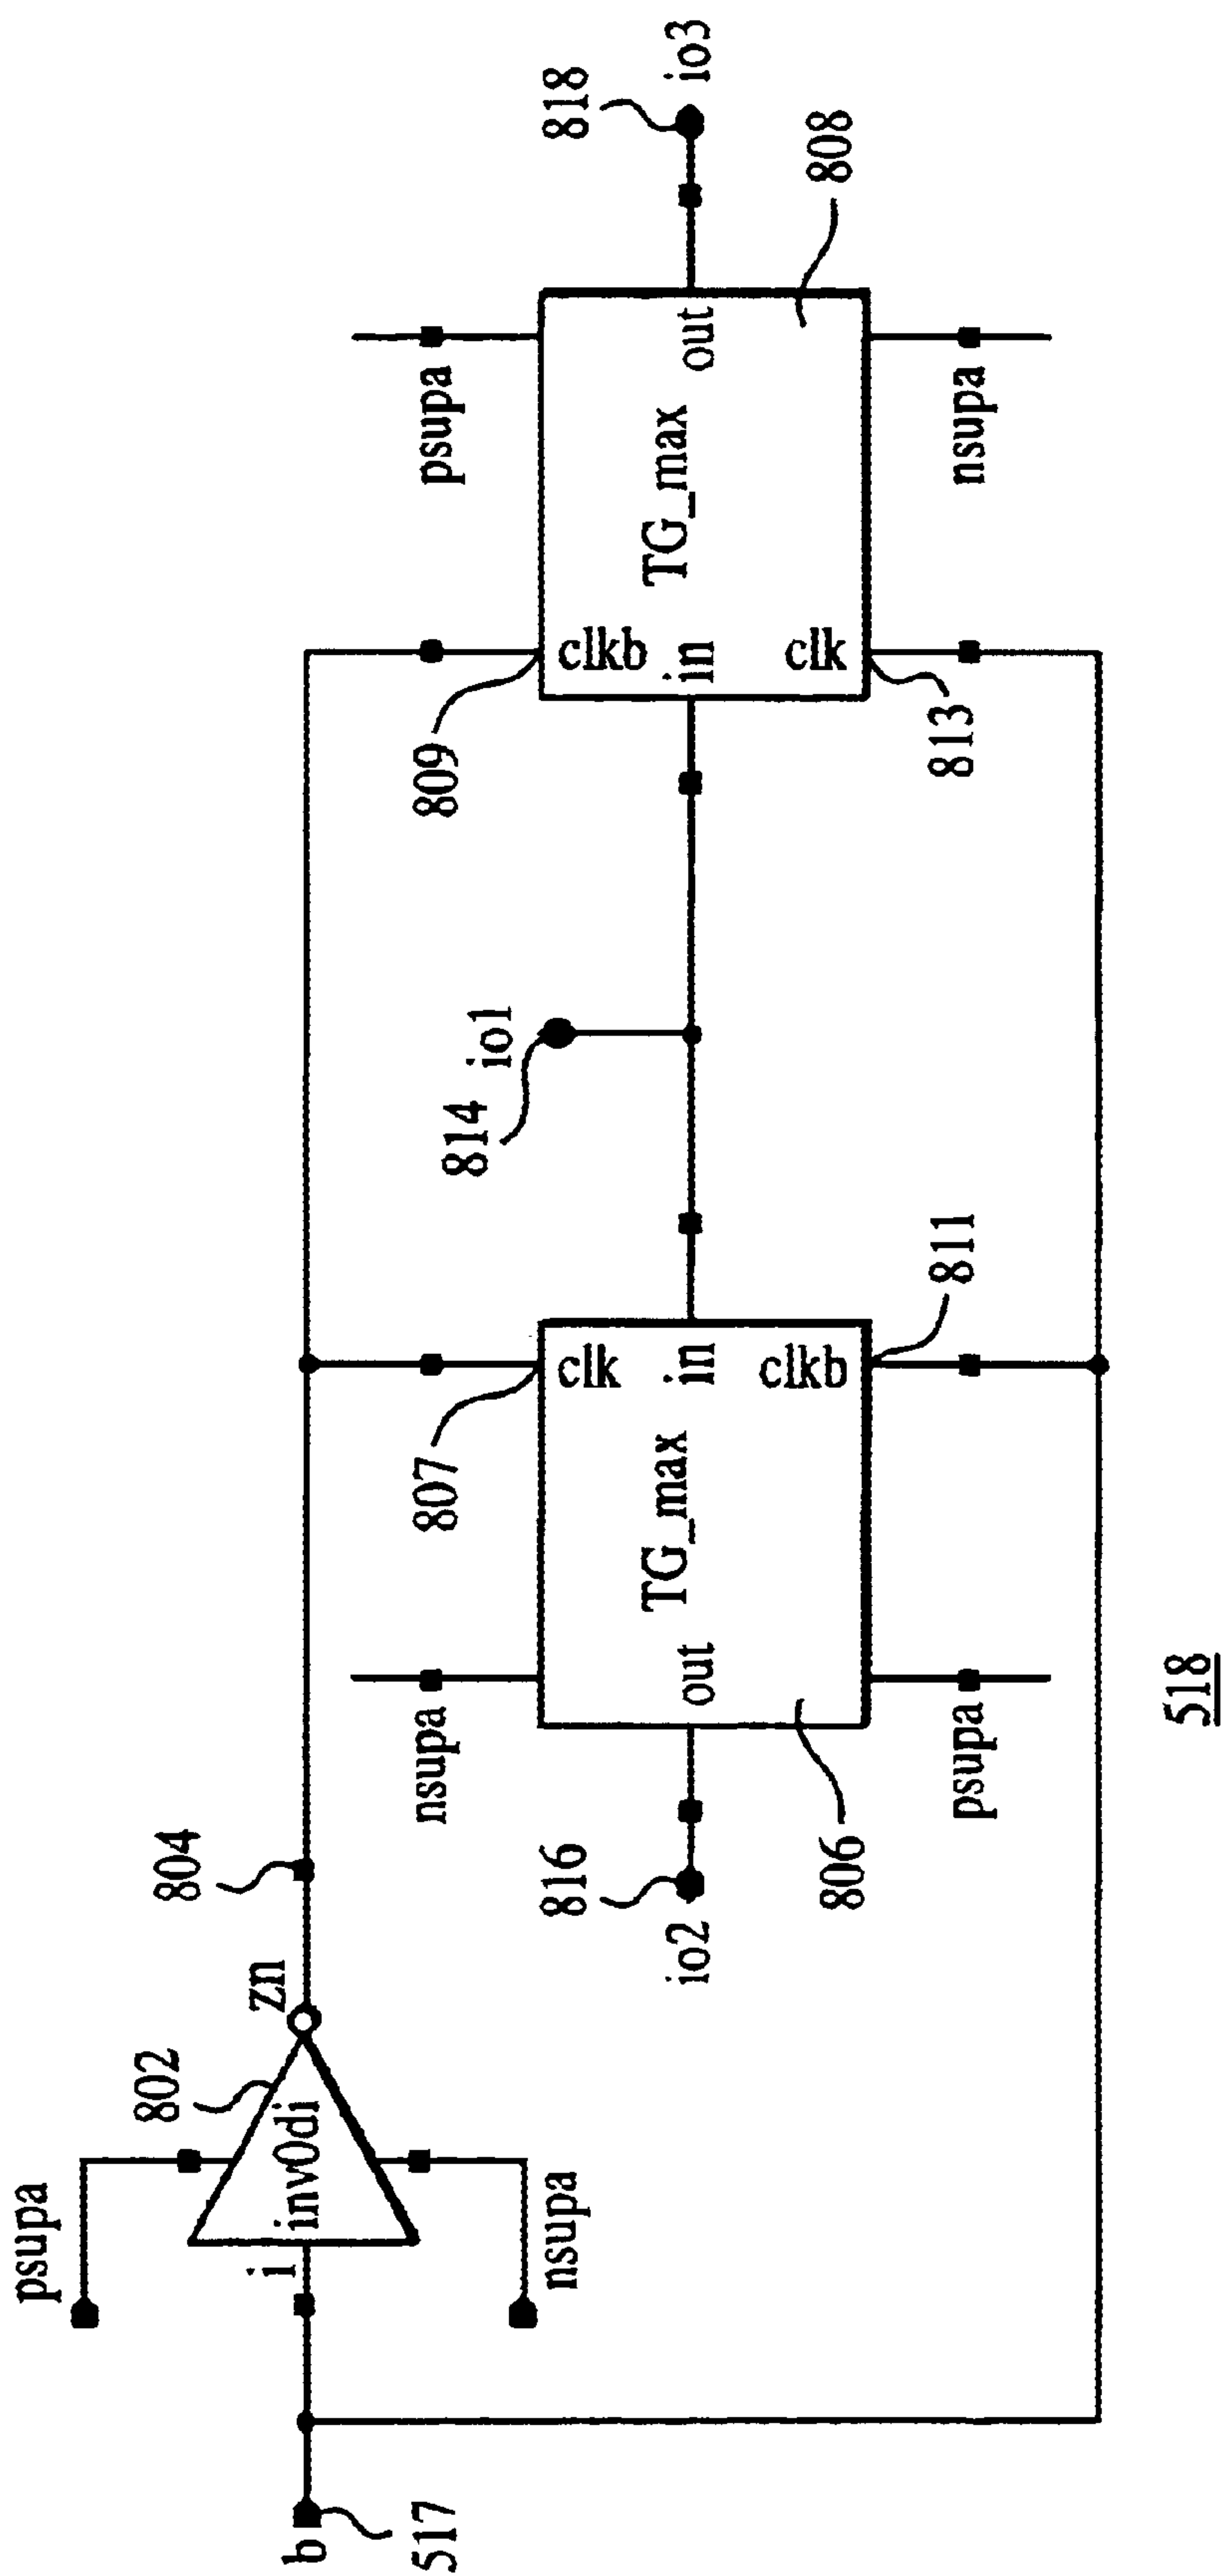 psupa
802
zn
804
i
inv0di
b
517
nsupa
nsupa
807
clk
out
TG_max
in
clkb
io2
816
806
psupa
811
814
io1
psupa
809
clkb
in
TG_max
out
clk
813
nsupa
808
818
io3
518